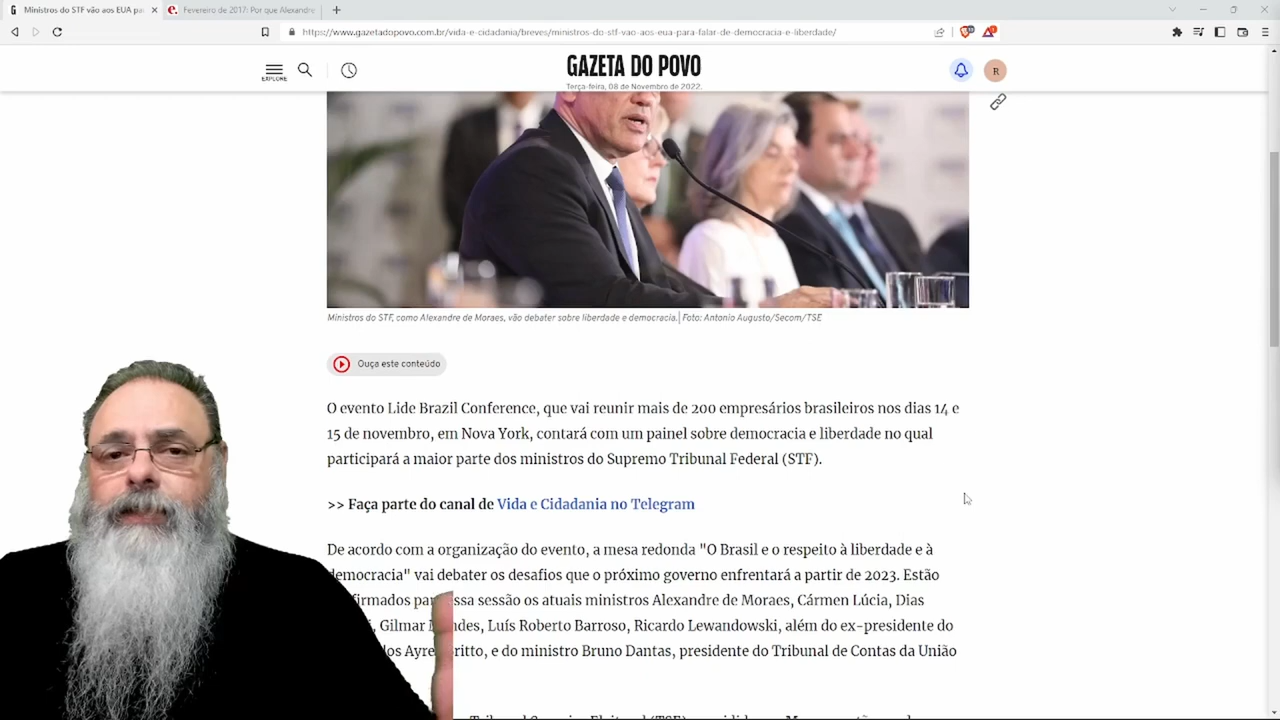 Ministros do STF vão aos EUA pa
Fevereiro de 2017: Por que Alexandre
https://www.gazetadopovo.com.br/vida-e-cidadania/breves/ministros-do-stf-vao-aos-eua-para-falar-de-democracia-e-liberdade/
EXPLORE
GAZETA DO POVO
Terça-feira, 08 de Novembro de 2022.
R
Ministros do STF, como Alexandre de Moraes, vão debater sobre liberdade e democracia.| Foto: Antonio Augusto/Secom/TSE
Ouça este conteúdo
O evento Lide Brazil Conference, que vai reunir mais de 200 empresários brasileiros nos dias 14 e
15 de novembro, em Nova York, contará com um painel sobre democracia e liberdade no qual
participará a maior parte dos ministros do Supremo Tribunal Federal (STF).
>> Faça parte do canal de Vida e Cidadania no Telegram
De acordo com a organização do evento, a mesa redonda "O Brasil e o respeito à liberdade e à
democracia" vai debater os desafios que o próximo governo enfrentará a partir de 2023. Estão
essa sessão os atuais ministros Alexandre de Moraes, Cármen Lúcia, Dias
Gilmar Mendes, Luís Roberto Barroso, Ricardo Lewandowski, além do ex-presidente do
e do ministro Bruno Dantas, presidente do Tribunal de Contas da União